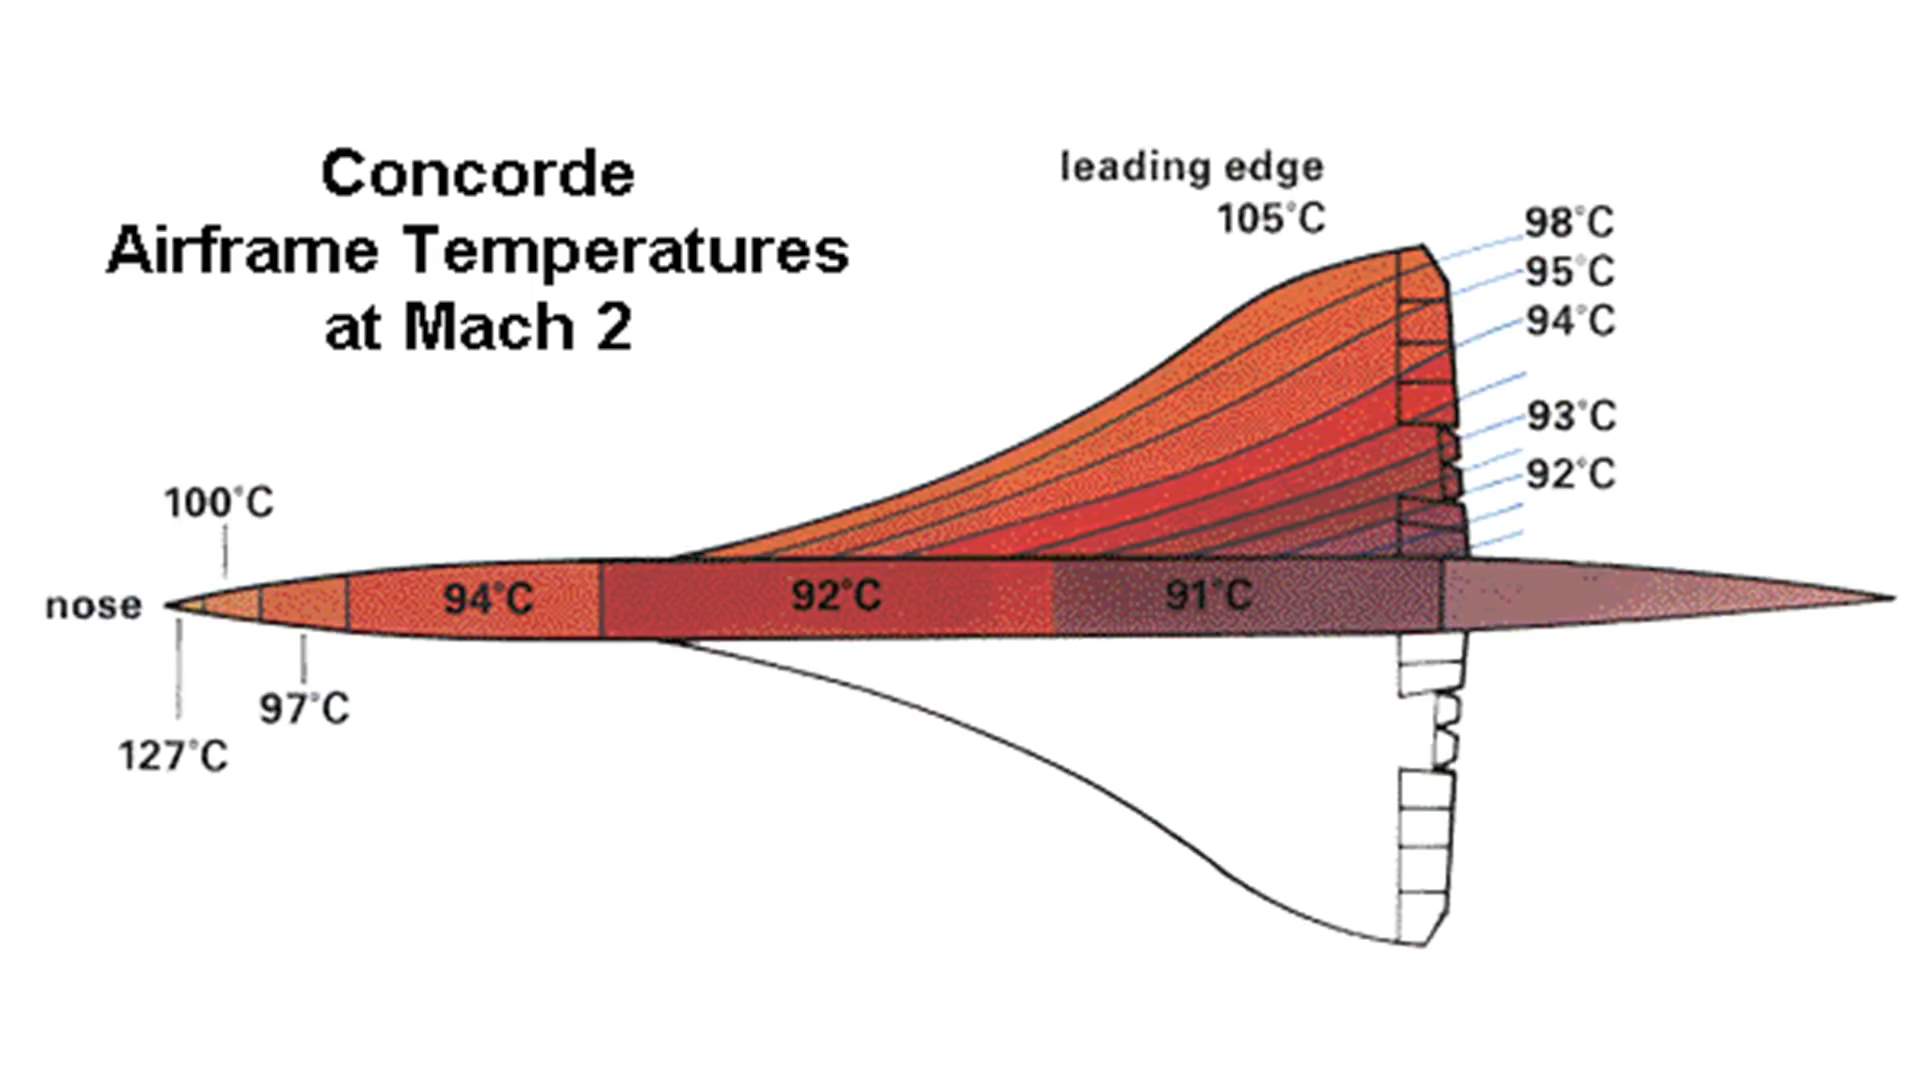 Concorde
Airframe Temperatures
at Mach 2
leading edge
105°C
98°C
95°C
94°C
93°C
92°C
100°C
nose
94°C
92°C
91°C
97°C
127°C